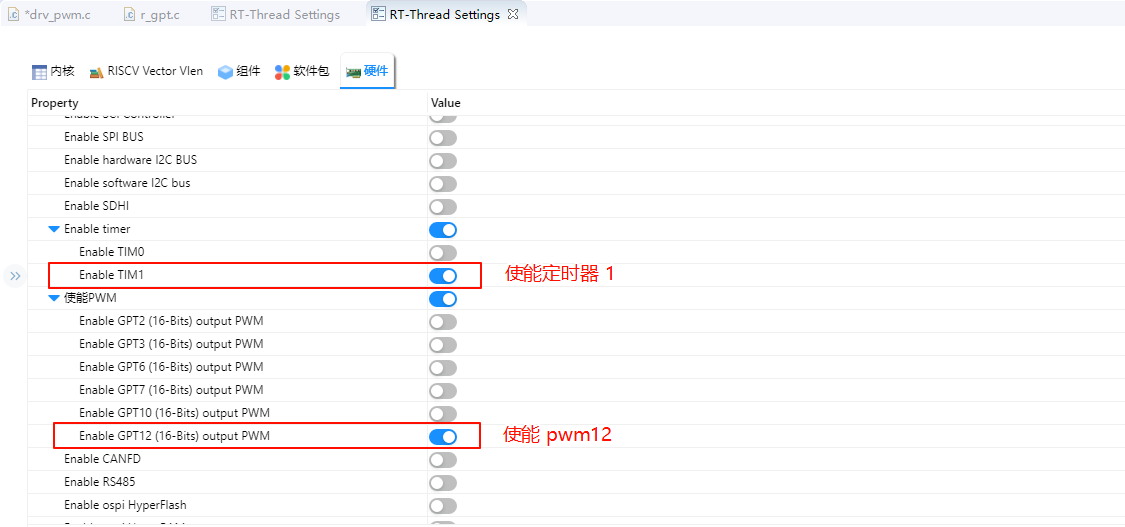 *drv_pwm.c r_gpt.c RT-Thread Settings RT-Thread Settings
内核 RISCV Vector Vlen 组件 软件包 硬件
Property Value
Enable SPI BUS
Enable hardware I2C BUS
Enable software I2C bus
Enable SDHI
Enable timer
Enable TIM0
Enable TIM1 使能定时器 1
使能PWM
Enable GPT2 (16-Bits) output PWM
Enable GPT3 (16-Bits) output PWM
Enable GPT6 (16-Bits) output PWM
Enable GPT7 (16-Bits) output PWM
Enable GPT10 (16-Bits) output PWM
Enable GPT12 (16-Bits) output PWM 使能 pwm12
Enable CANFD
Enable RS485
Enable ospi HyperFlash